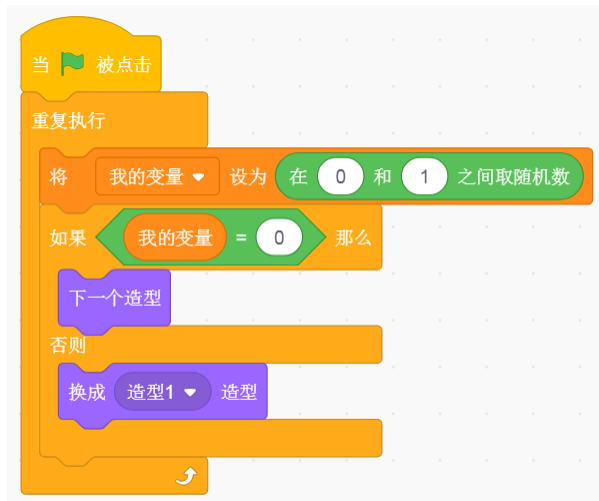 当 被点击
重复执行
将 我的变量 设为 在 0 和 1 之间取随机数
如果 我的变量 = 0 那么
下一个造型
否则
换成 造型1 造型